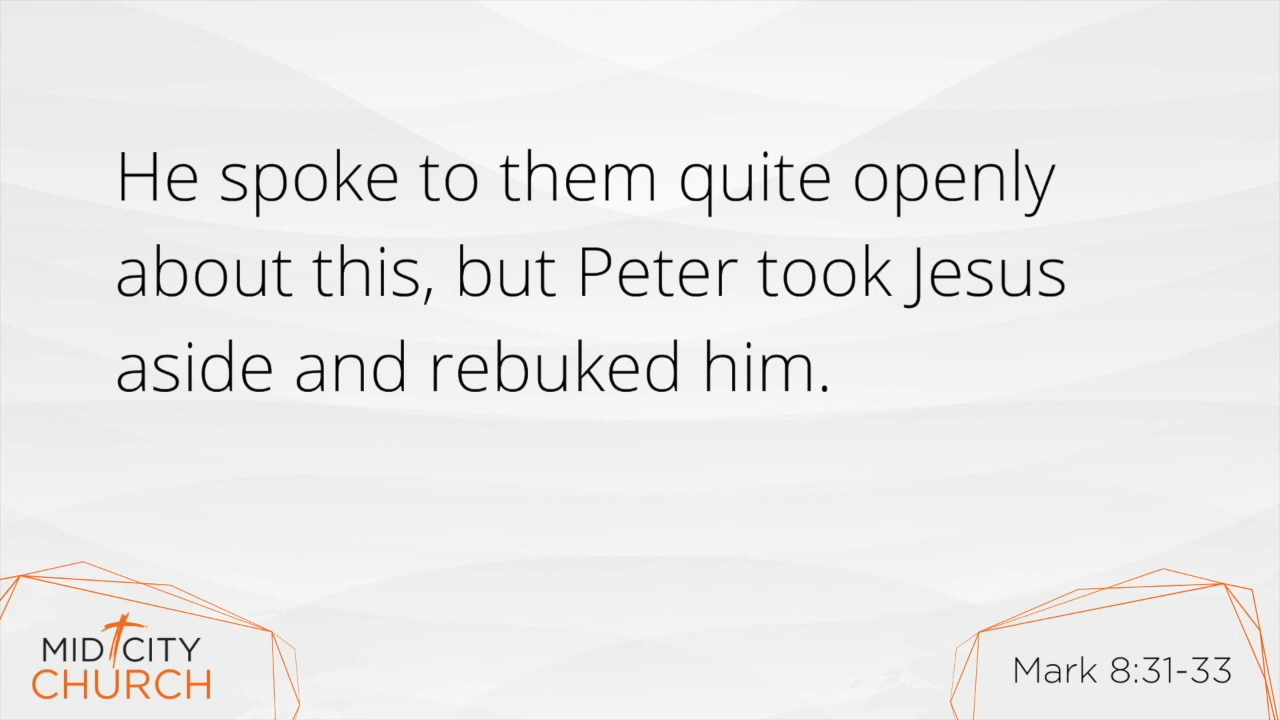 He spoke to them quite openly
about this, but Peter took Jesus
aside and rebuked him.
MID CITY
CHURCH
Mark 8:31-33